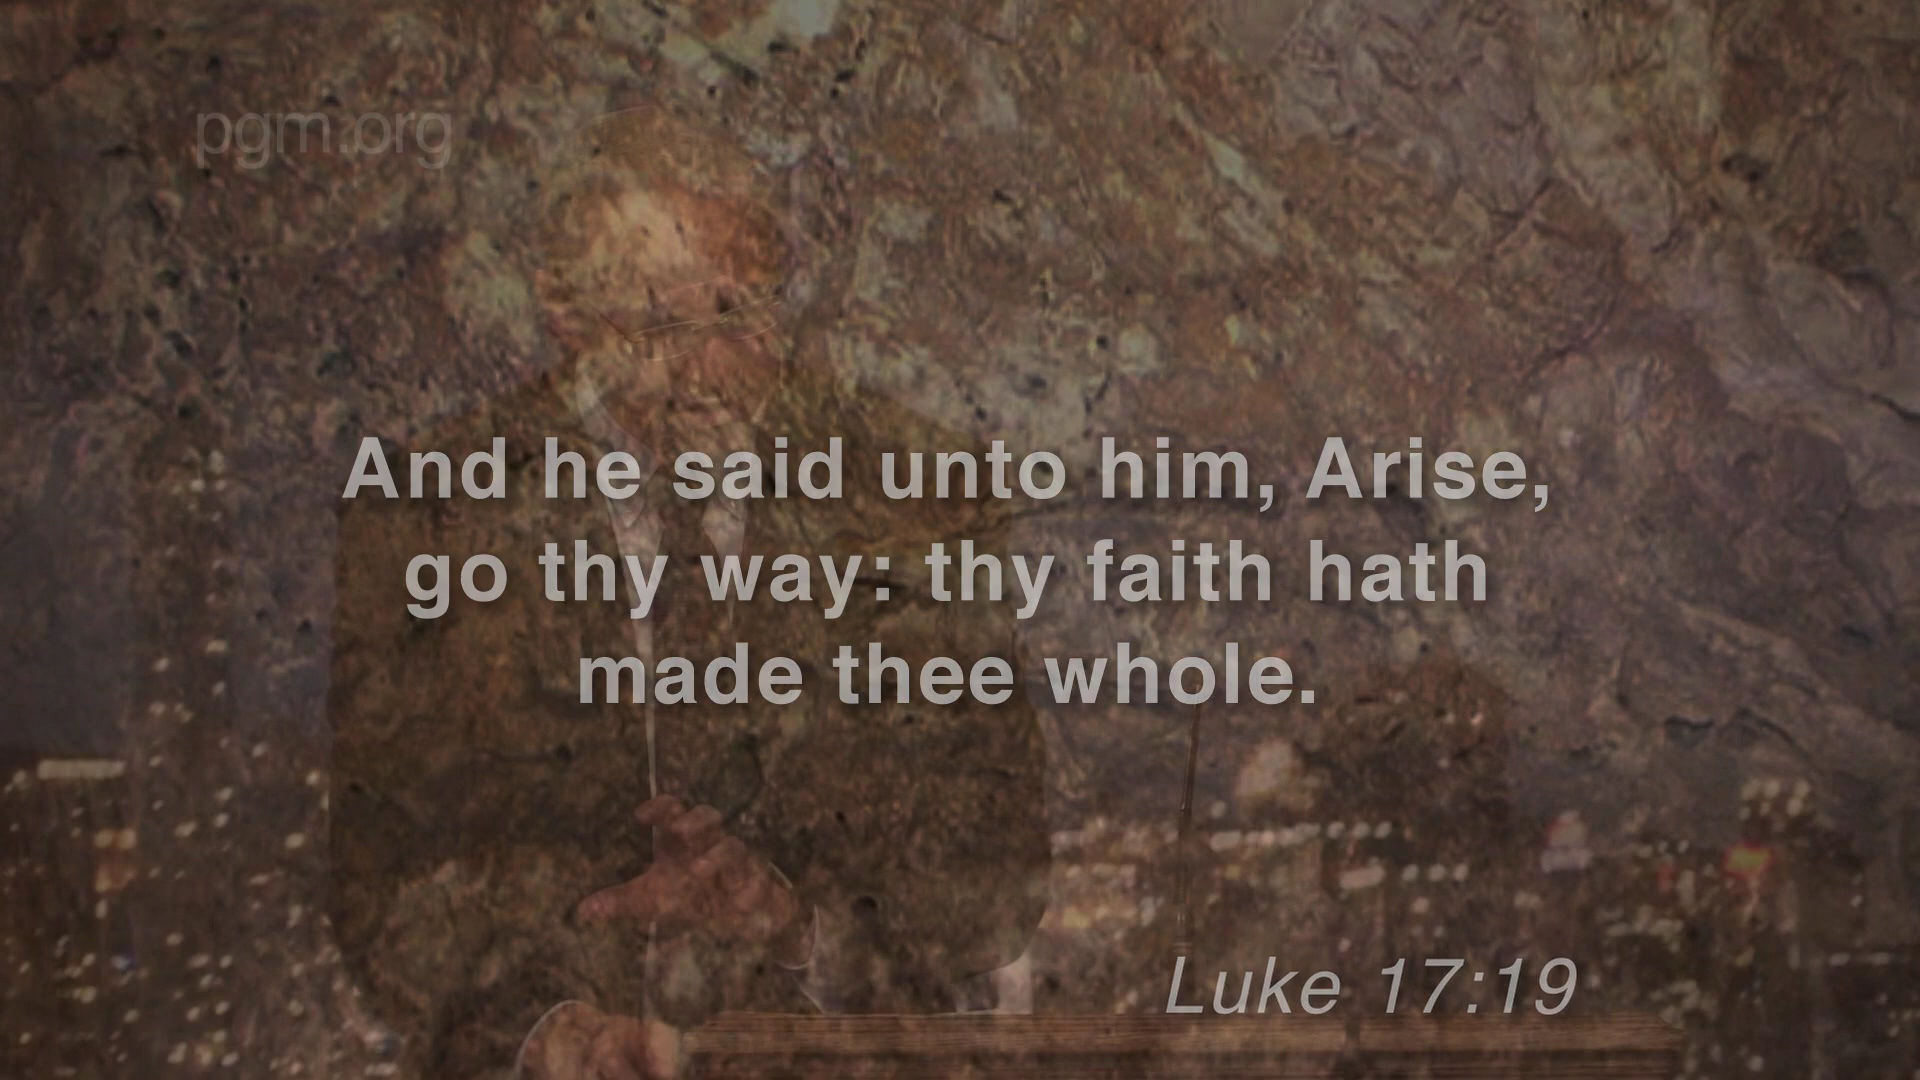 pgm.org
And he said unto him, Arise,
go thy way: thy faith hath
made thee whole.
Luke 17:19